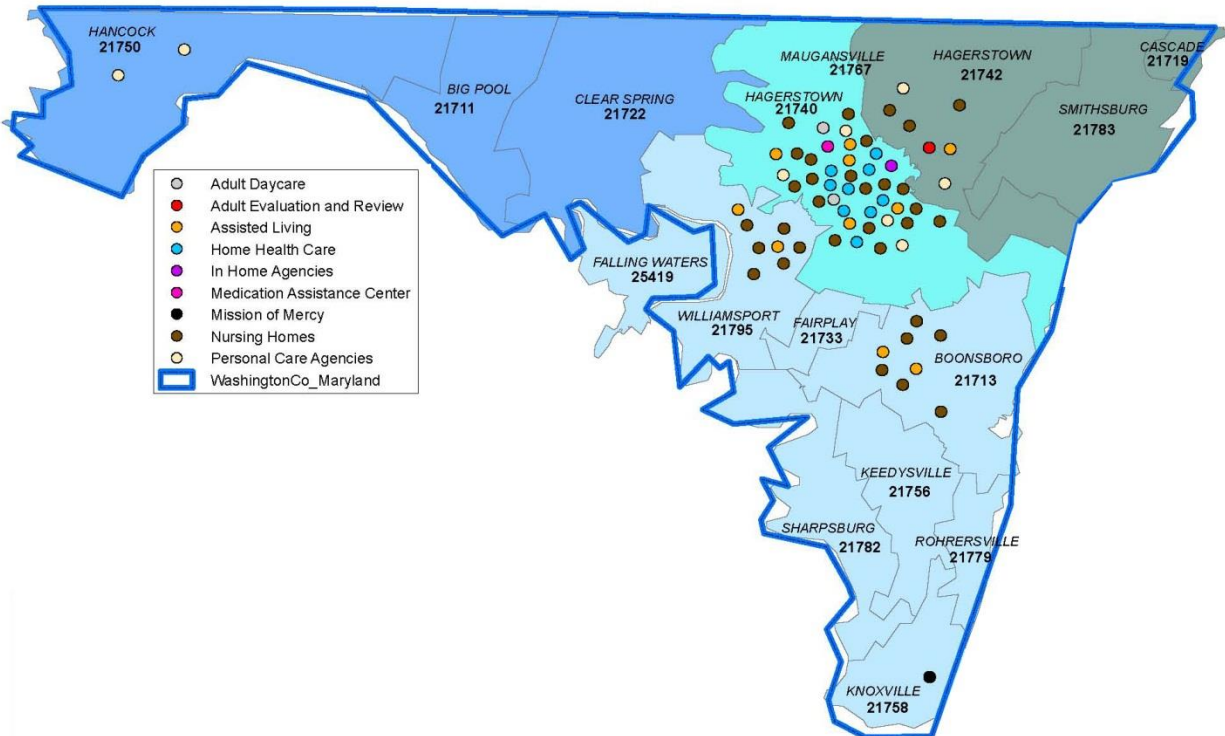 HANCOCK
21750
BIG POOL
21711
CLEAR SPRING
21722
MAUGANSVILLE
21767
HAGERSTOWN
21740
HAGERSTOWN
21742
CASCADE
21719
SMITHSBURG
21783
Adult Daycare
Adult Evaluation and Review
Assisted Living
Home Health Care
In Home Agencies
Medication Assistance Center
Mission of Mercy
Nursing Homes
Personal Care Agencies
WashingtonCo_Maryland
FALLING WATERS
25419
WILLIAMSPORT
21795
FAIRPLAY
21733
BOONSBORO
21713
KEEDYSVILLE
21756
SHARPSBURG
21782
ROHRERSVILLE
21779
KNOXVILLE
21758